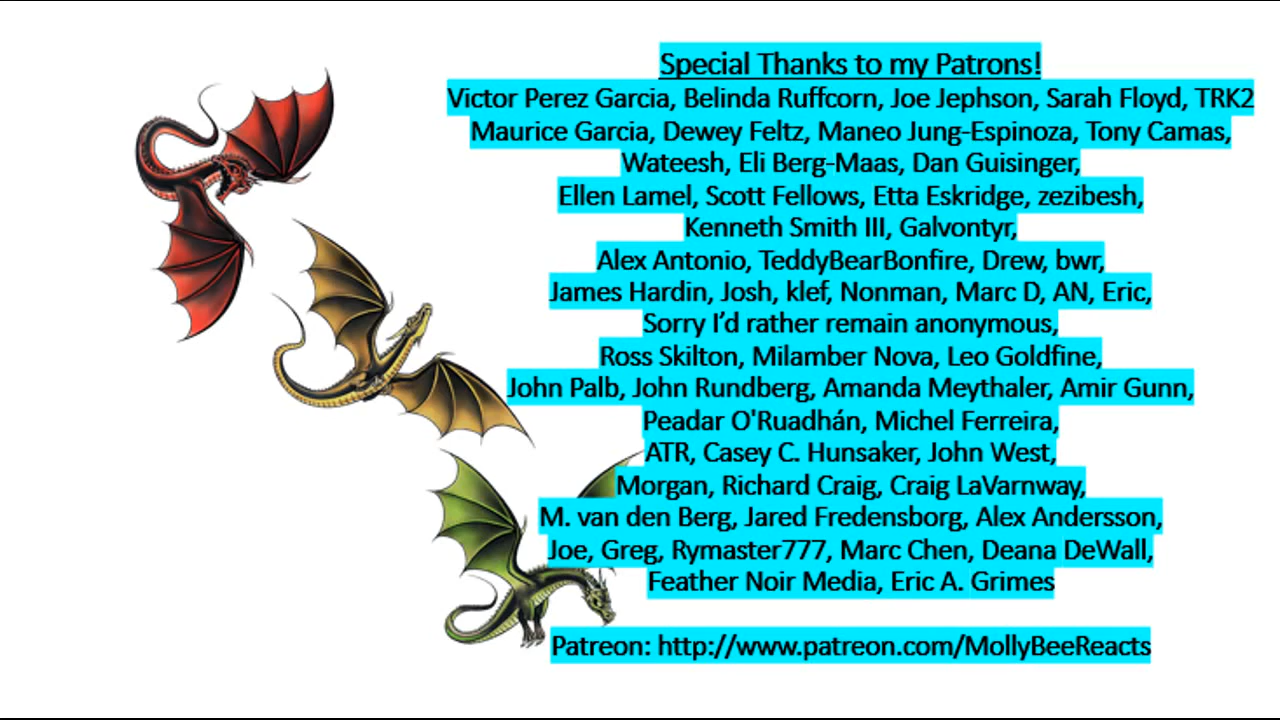 Special Thanks to my Patrons!
Victor Perez Garcia, Belinda Ruffcorn, Joe Jephson, Sarah Floyd, TRK2
Maurice Garcia, Dewey Feltz, Maneo Jung-Espinoza, Tony Camas,
Wateesh, Eli Berg-Maas, Dan Guisinger,
Ellen Lamel, Scott Fellows, Etta Eskridge, zezibesh,
Kenneth Smith III, Galvontyr,
Alex Antonio, TeddyBearBonfire, Drew, bwr,
James Hardin, Josh, klef, Nonman, Marc D, AN, Eric,
Sorry I’d rather remain anonymous,
Ross Skilton, Milamber Nova, Leo Goldfine,
John Palb, John Rundberg, Amanda Meythaler, Amir Gunn,
Peadar O'Ruadhán, Michel Ferreira,
ATR, Casey C. Hunsaker, John West,
Morgan, Richard Craig, Craig LaVarnway,
M. van den Berg, Jared Fredensborg, Alex Andersson,
Joe, Greg, Rymaster777, Marc Chen, Deana DeWall,
Feather Noir Media, Eric A. Grimes
Patreon: http://www.patreon.com/MollyBeeReacts